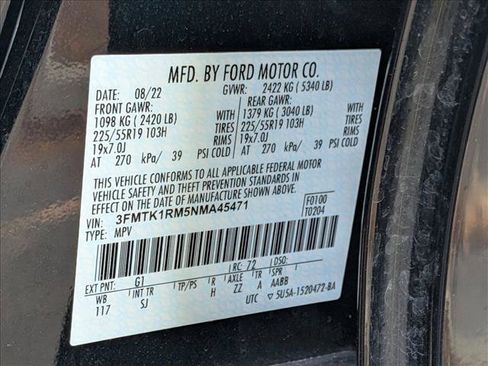 MFD. BY FORD MOTOR CO.
DATE: 08/22 GVWR: 2422 KG ( 5340 LB)
FRONT GAWR: REAR GAWR:
1098 KG ( 2420 LB) WITH 1379 KG ( 3040 LB) WITH
225/55R19 103H TIRES 225/55R19 103H TIRES
19x7.0J RIMS 19x7.0J RIMS
AT 270 kPa/ 39 PSI COLD AT 270 kPa/ 39 PSI COLD
THIS VEHICLE CONFORMS TO ALL APPLICABLE FEDERAL MOTOR
VEHICLE SAFETY AND THEFT PREVENTION STANDARDS IN
EFFECT ON THE DATE OF MANUFACTURE SHOWN ABOVE.
VIN: 3FMTK1RM5NMA45471 F0100
TYPE: MPV T0204
EXT PNT: G1 RC: 72 DSO:
WB INT TR TP/PS R AXLE TR SPR
117 SJ H ZZ A AABB
UTC ▽ 5U5A-1520472-BA